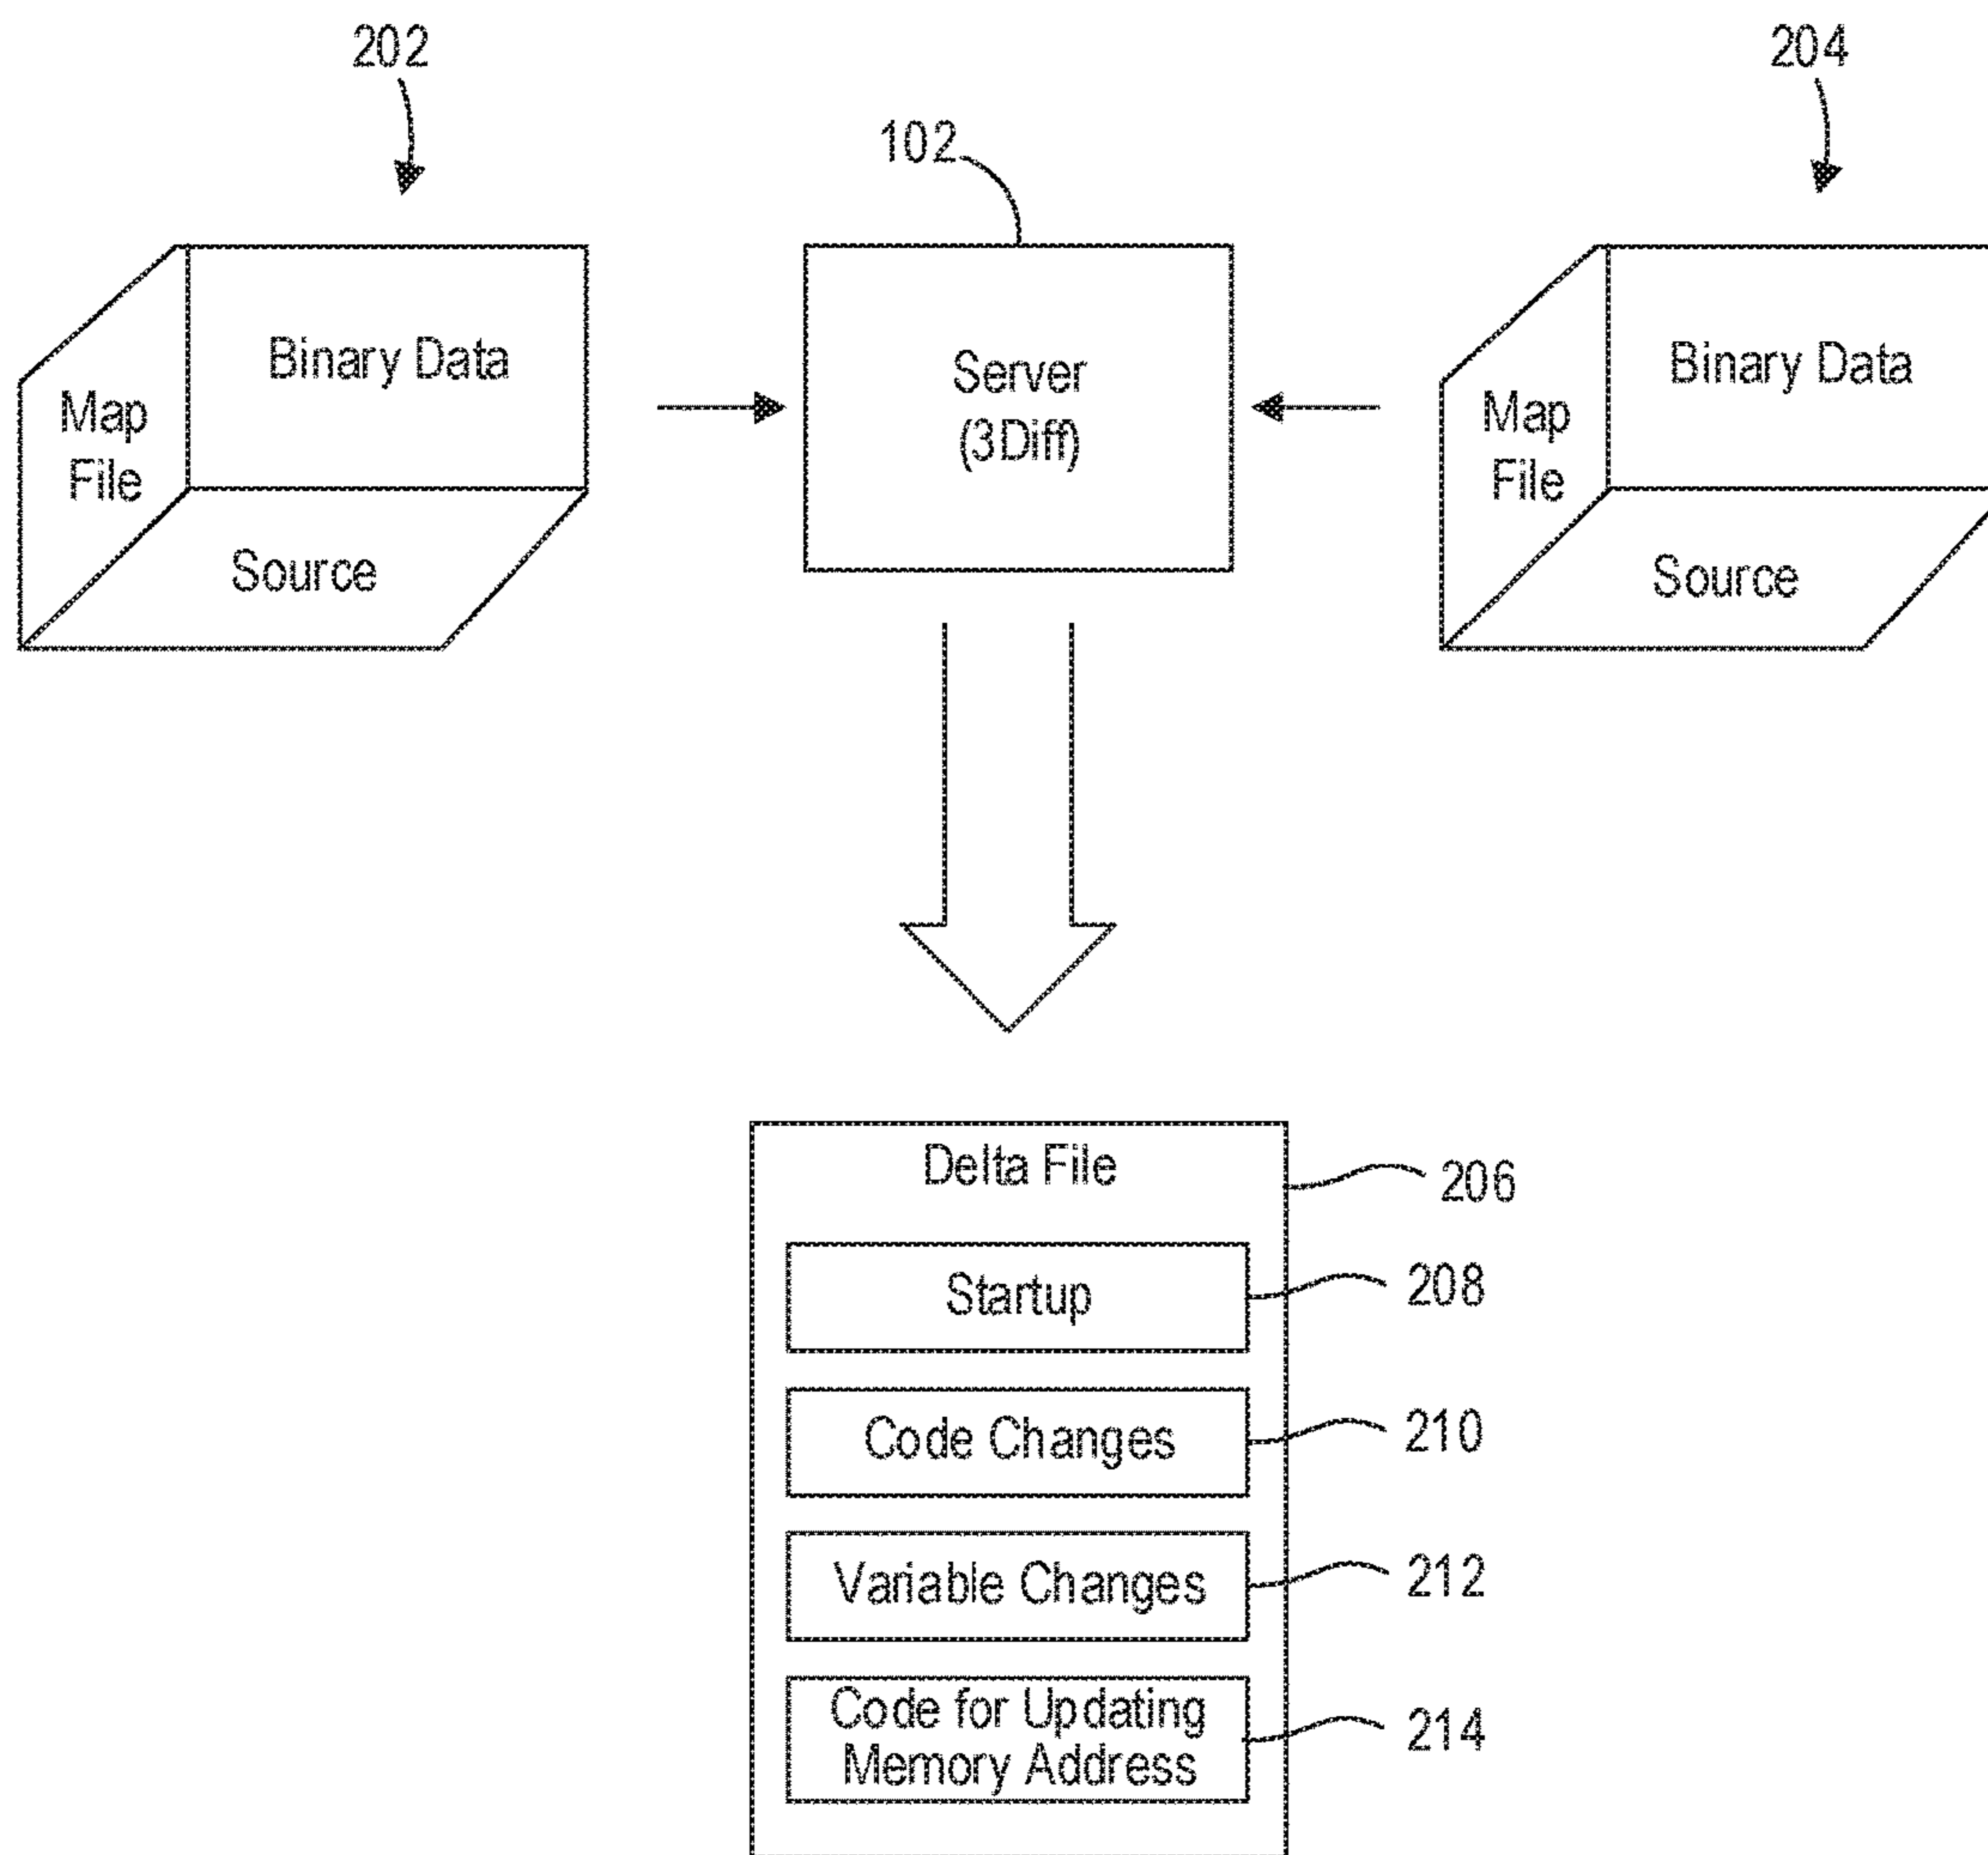 202
204
102
Binary Data
Map
File
Source
Server
(3Diff)
Binary Data
Map
File
Source
Delta File
206
Startup
208
Code Changes
210
Variable Changes
212
Code for Updating
Memory Address
214